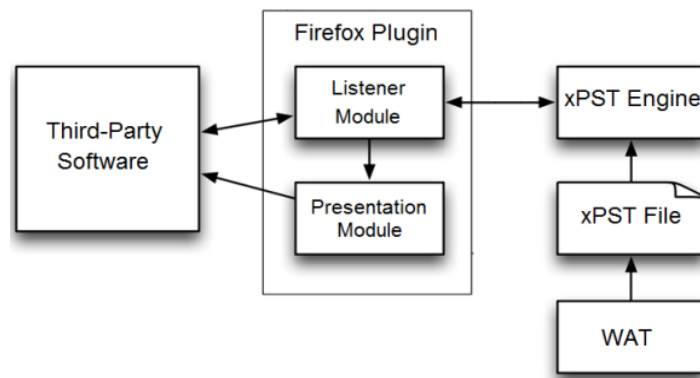 Firefox Plugin
Third-Party
Software
Listener
Module
Presentation
Module
xPST Engine
xPST File
WAT